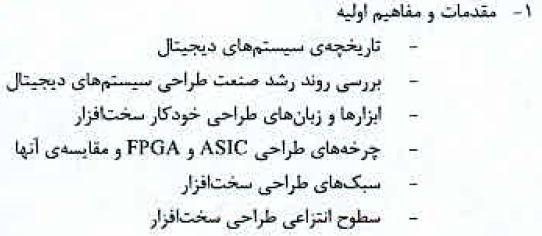 ۱- مقدمات و مفاهیم اولیه
- تاریخچه‌ی سیستم‌های دیجیتال
- بررسی روند رشد صنعت طراحی سیستم‌های دیجیتال
- ابزارها و زبان‌های طراحی خودکار سخت‌افزار
- چرخه‌های طراحی ASIC و FPGA و مقایسه‌ی آنها
- سبک‌های طراحی سخت‌افزار
- سطوح انتزاعی طراحی سخت‌افزار